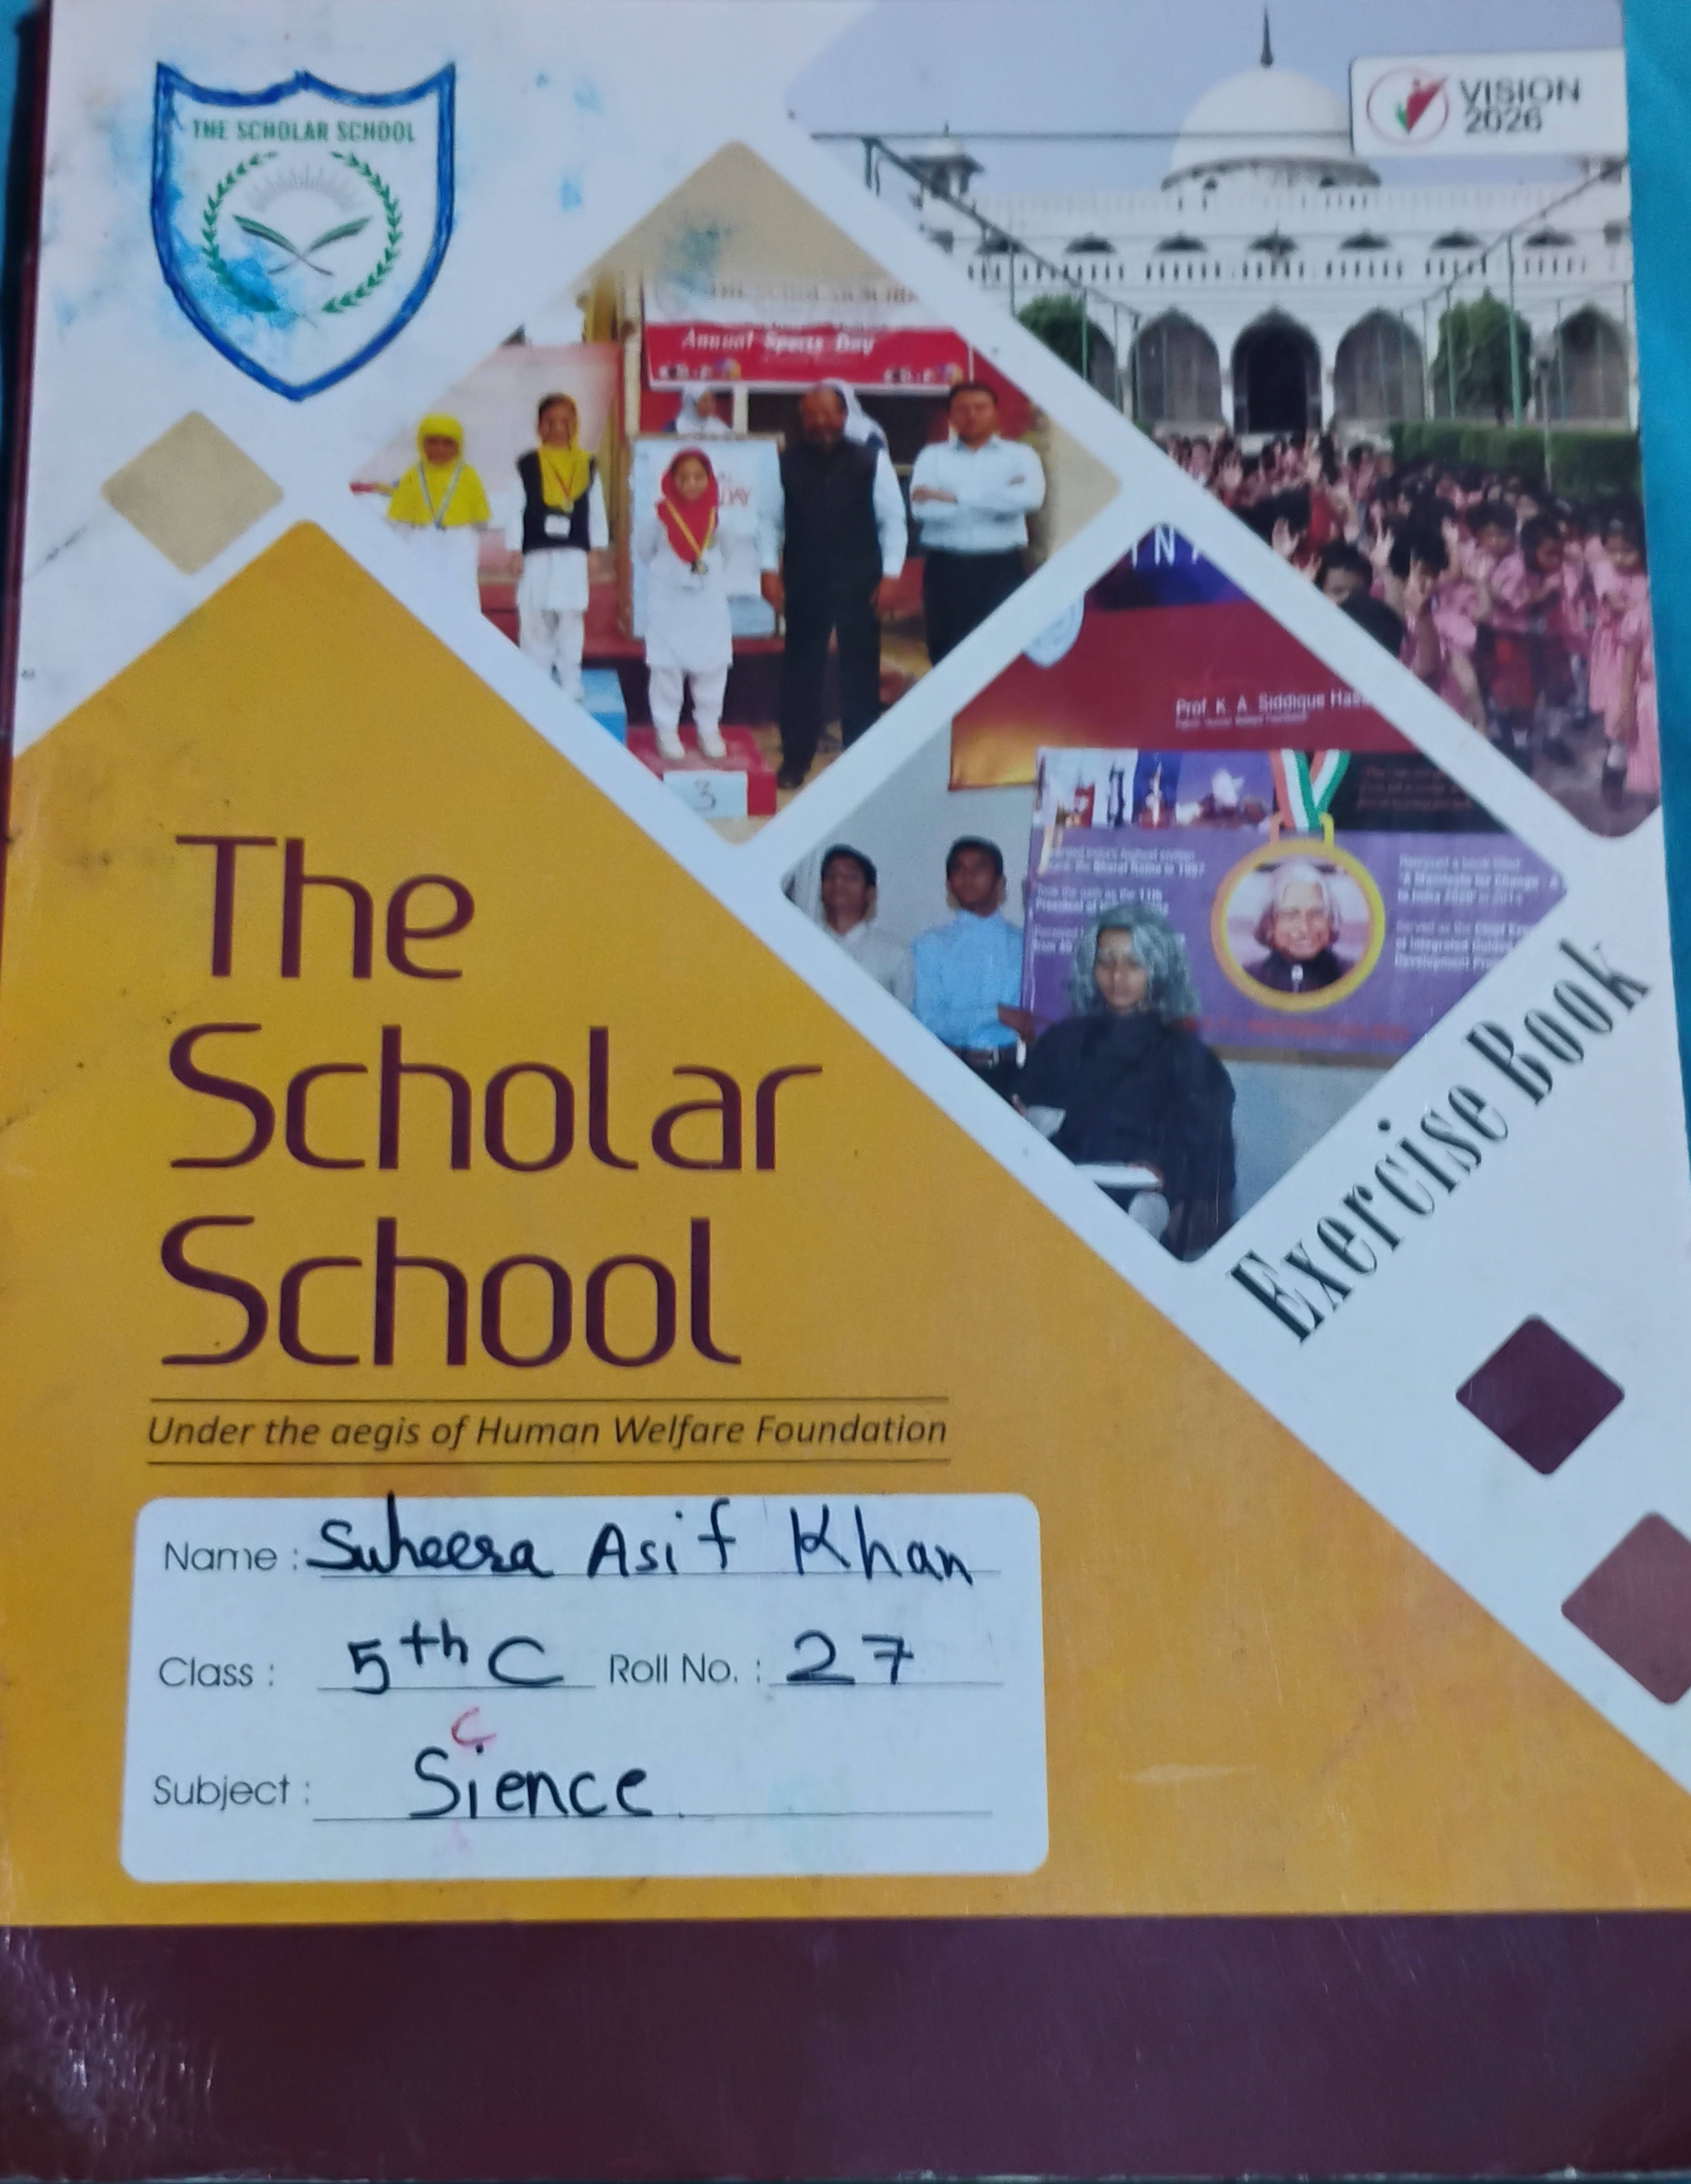 THE SCHOLAR SCHOOL
VISION
2026
Annual Sports Day
3
Prof. K. A. Siddique
The
Scholar
School
Exercise Book
Under the aegis of Human Welfare Foundation
Name : Suheera Asif Khan
Class : 5th C Roll No. : 27
c
Subject : Sience